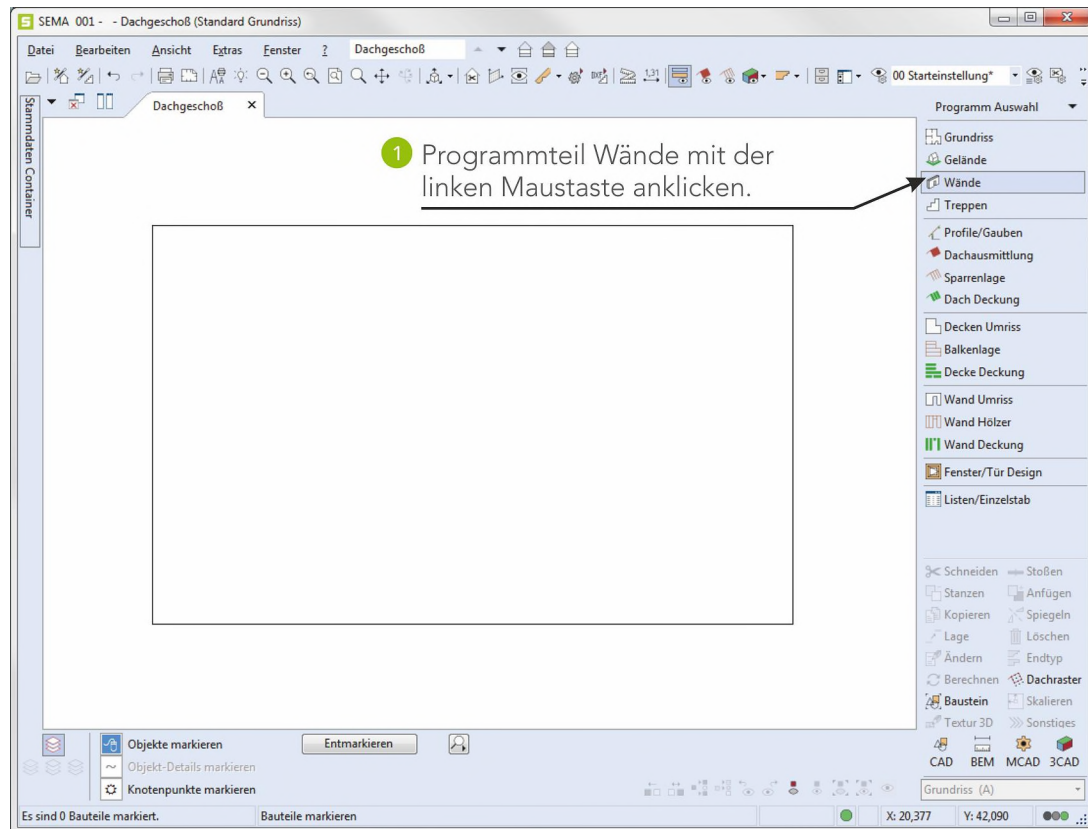 SEMA 001 - - Dachgeschoß (Standard Grundriss)
Datei Bearbeiten Ansicht Extras Fenster ? Dachgeschoß
00 Starteinstellung*
Stammdaten Container
Dachgeschoß
Programm Auswahl
1 Programmteil Wände mit der
linken Maustaste anklicken.
Grundriss
Gelände
Wände
Treppen
Profile/Gauben
Dachausmittlung
Sparrenlage
Dach Deckung
Decken Umriss
Balkenlage
Decke Deckung
Wand Umriss
Wand Hölzer
Wand Deckung
Fenster/Tür Design
Listen/Einzelstab
Schneiden Stoßen
Stanzen Anfügen
Kopieren Spiegeln
Lage Löschen
Ändern Endtyp
Berechnen Dachraster
Baustein Skalieren
Textur 3D Sonstiges
CAD BEM MCAD 3CAD
Objekte markieren Entmarkieren
Objekt-Details markieren
Knotenpunkte markieren
Grundriss (A)
Es sind 0 Bauteile markiert. Bauteile markieren X: 20,377 Y: 42,090